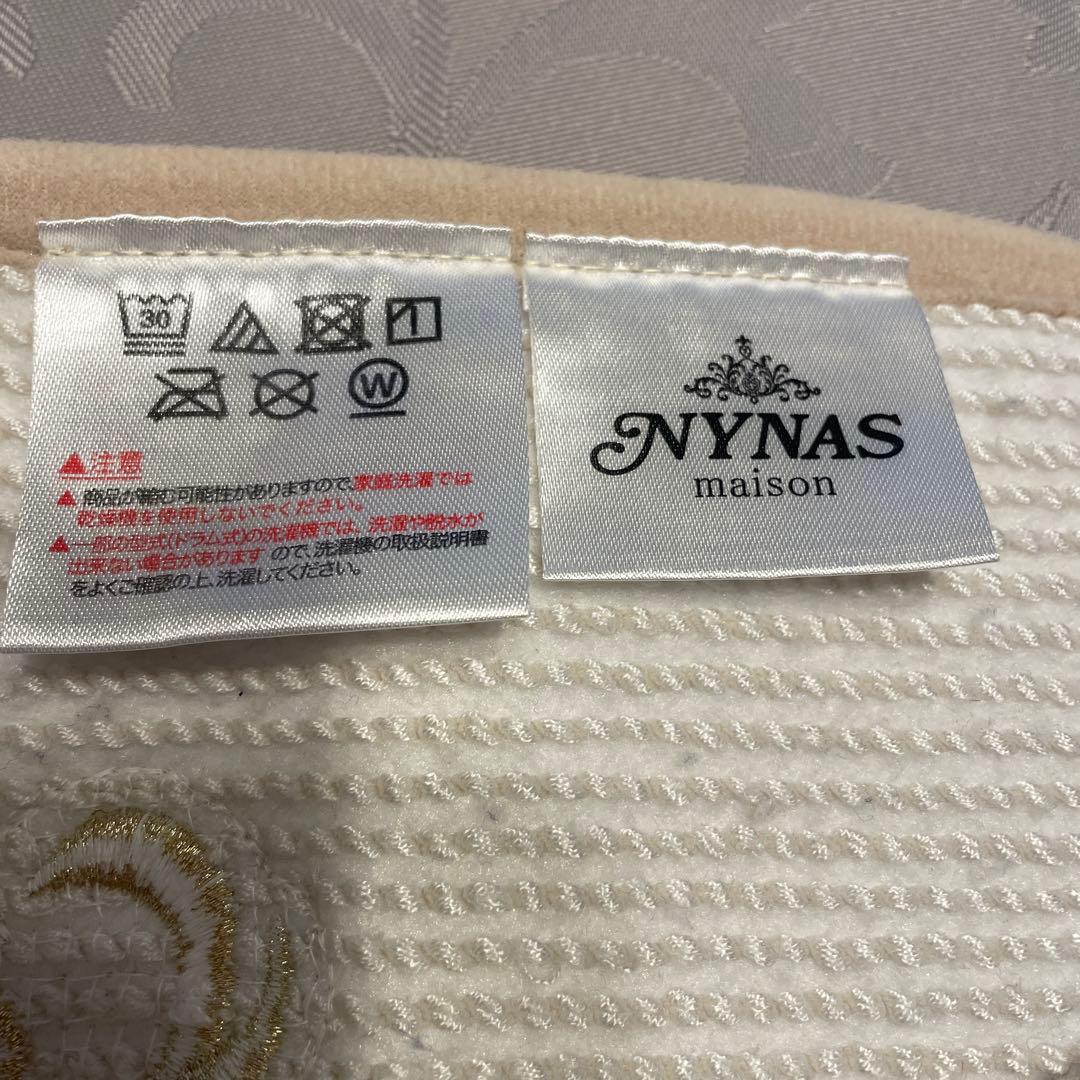 30
W
▲注意
▲商品が縮む可能性がありますので、家庭洗濯では
乾燥機を使用しないでください。
▲一部の型式(ドラム式)の洗濯機では、洗濯や脱水が
出来ない場合がありますので、洗濯機の取扱説明書
をよくご確認の上、洗濯してください。
NYNAS
maison